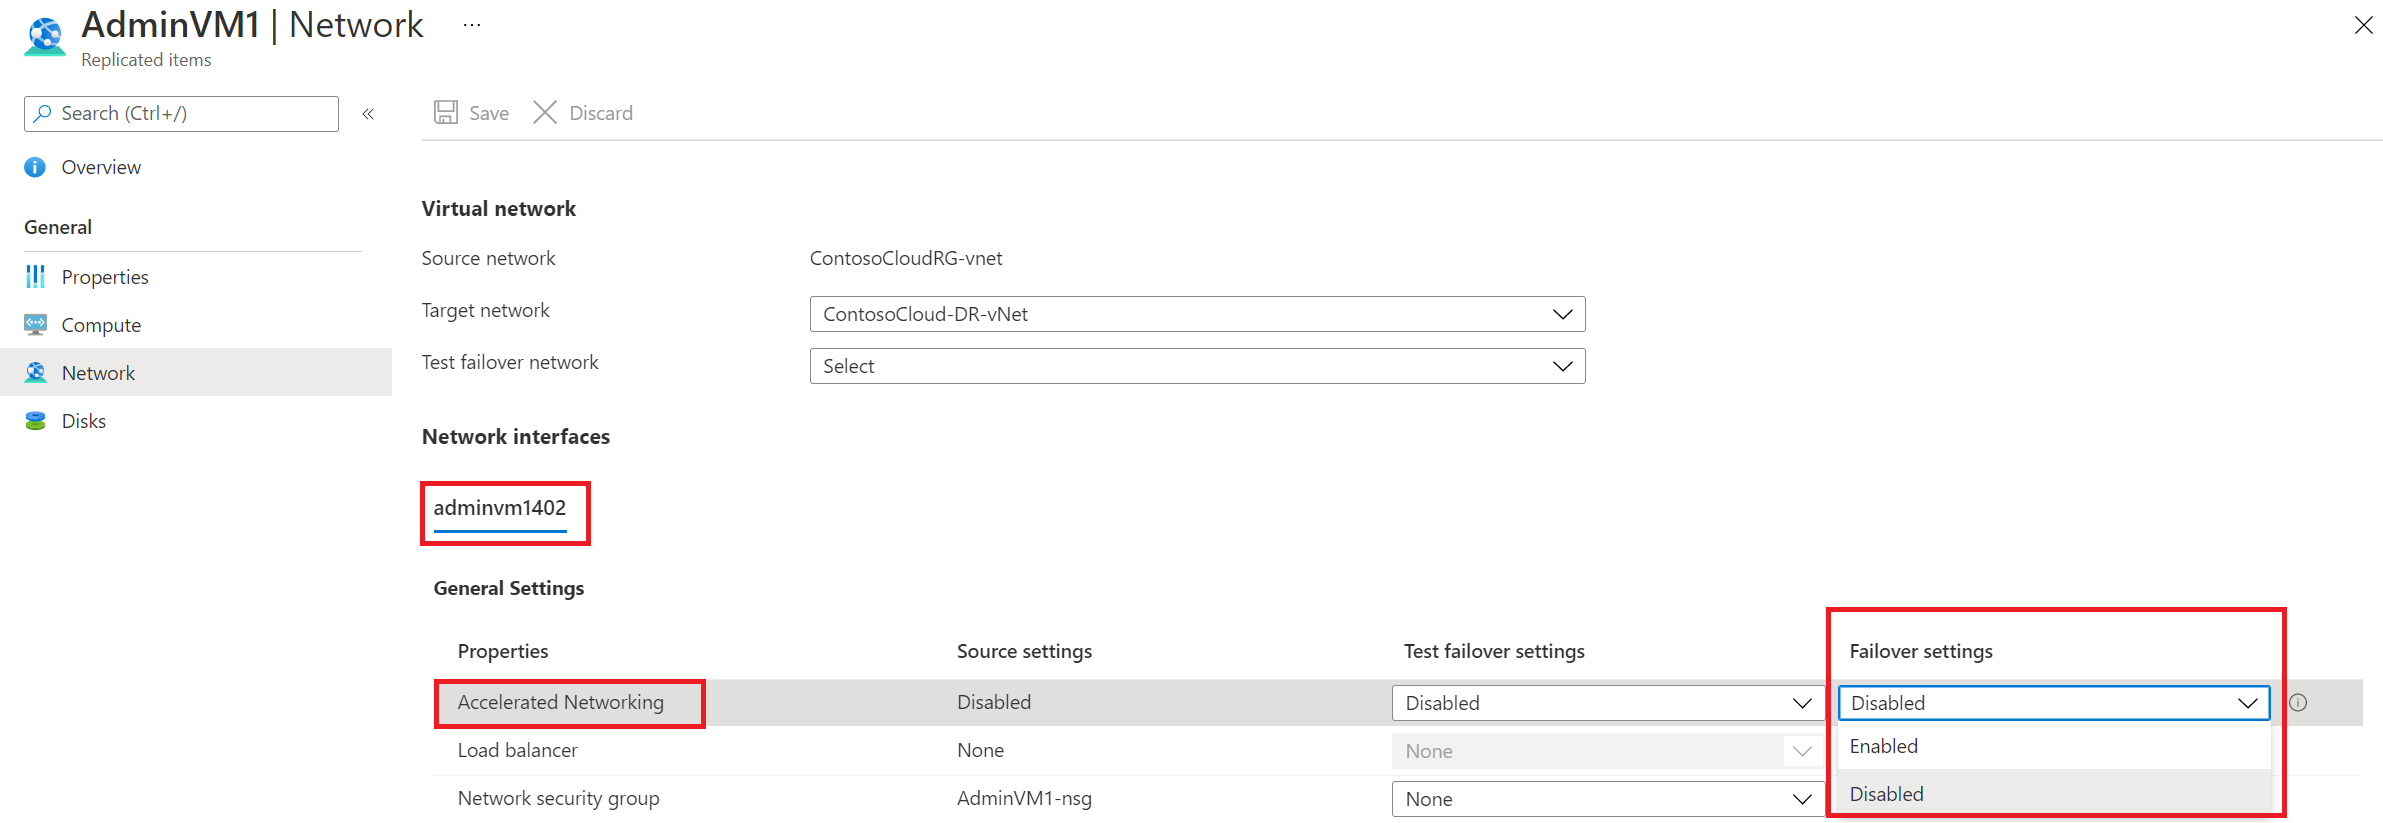 AdminVM1 | Network ...
Replicated items
Search (Ctrl+/) «
Save Discard
Overview
General
Properties
Compute
Network
Disks
Virtual network
Source network ContosoCloudRG-vnet
Target network ContosoCloud-DR-vNet
Test failover network Select
Network interfaces
adminvm1402
General Settings
Properties Source settings Test failover settings Failover settings
Accelerated Networking Disabled Disabled Disabled
Enabled
Disabled
Load balancer None None
Network security group AdminVM1-nsg None